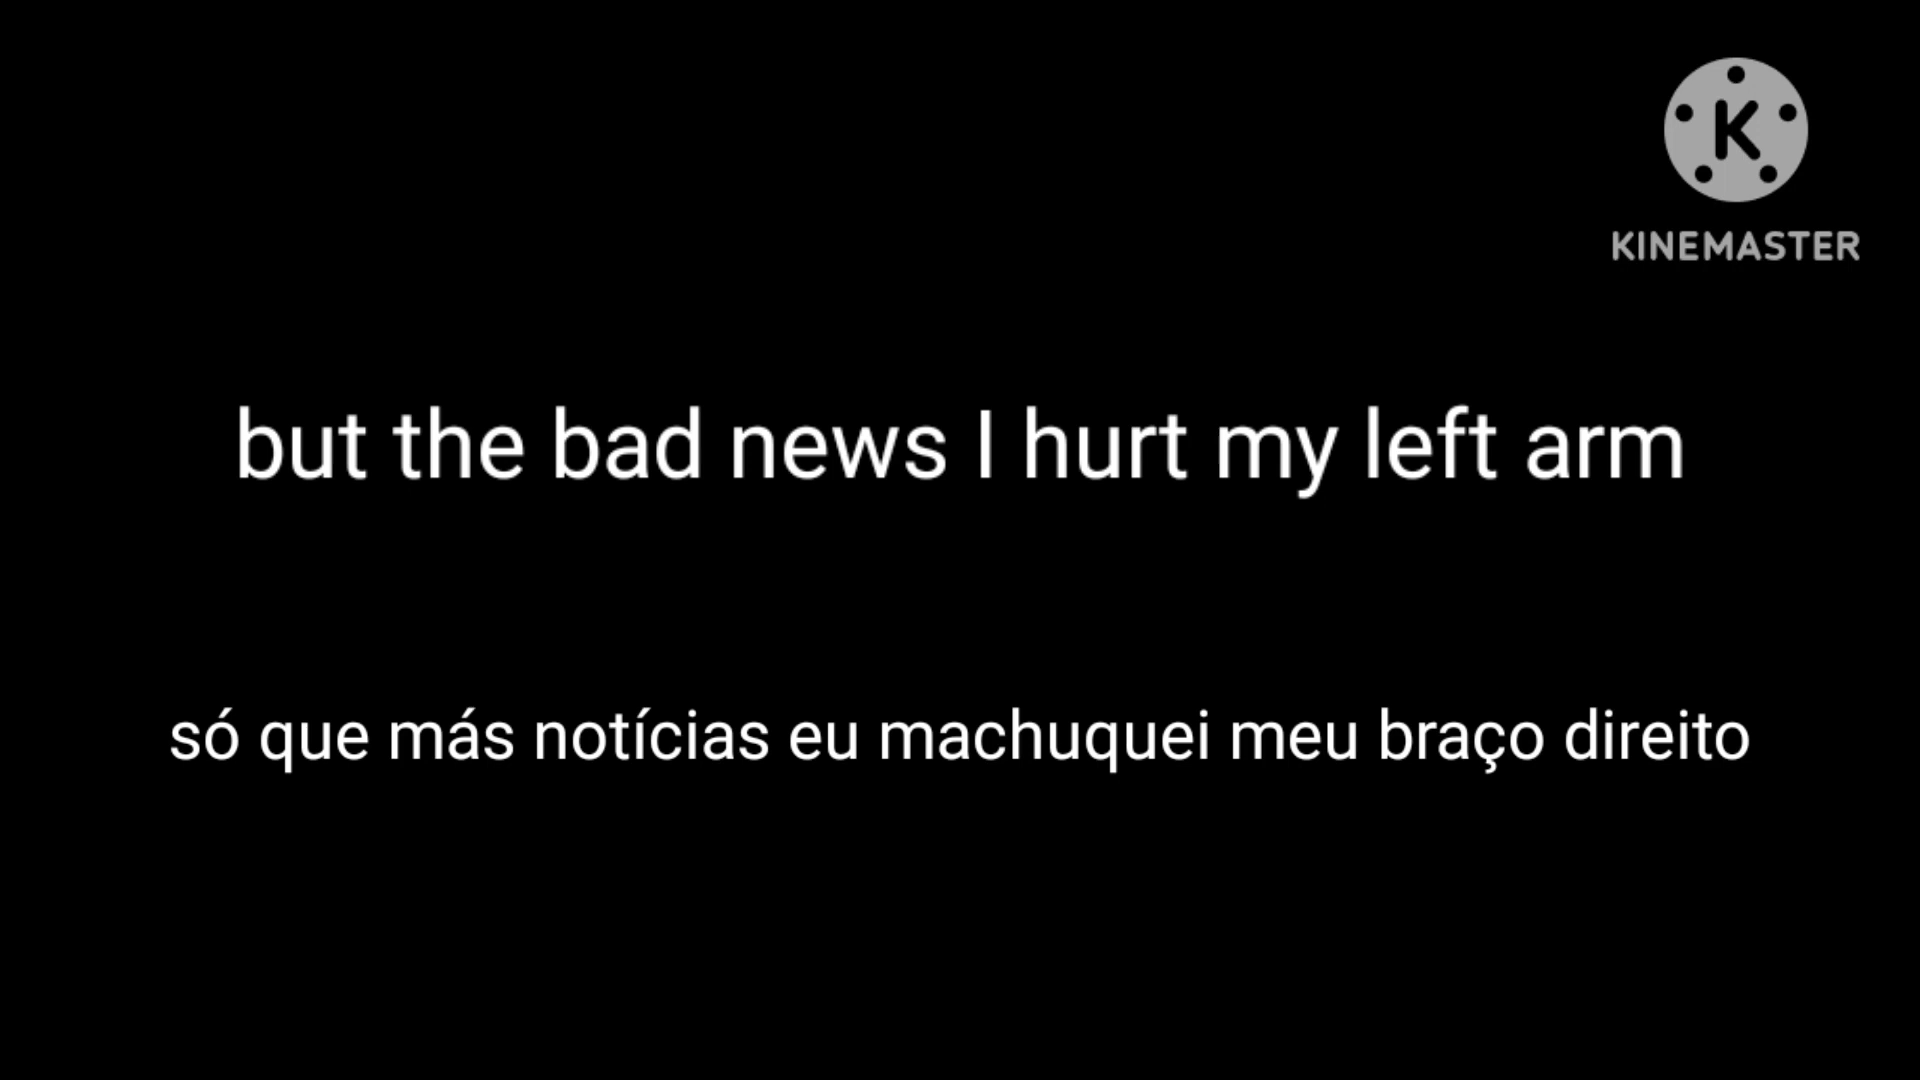 K
KINEMASTER
but the bad news I hurt my left arm
só que más notícias eu machuquei meu braço direito